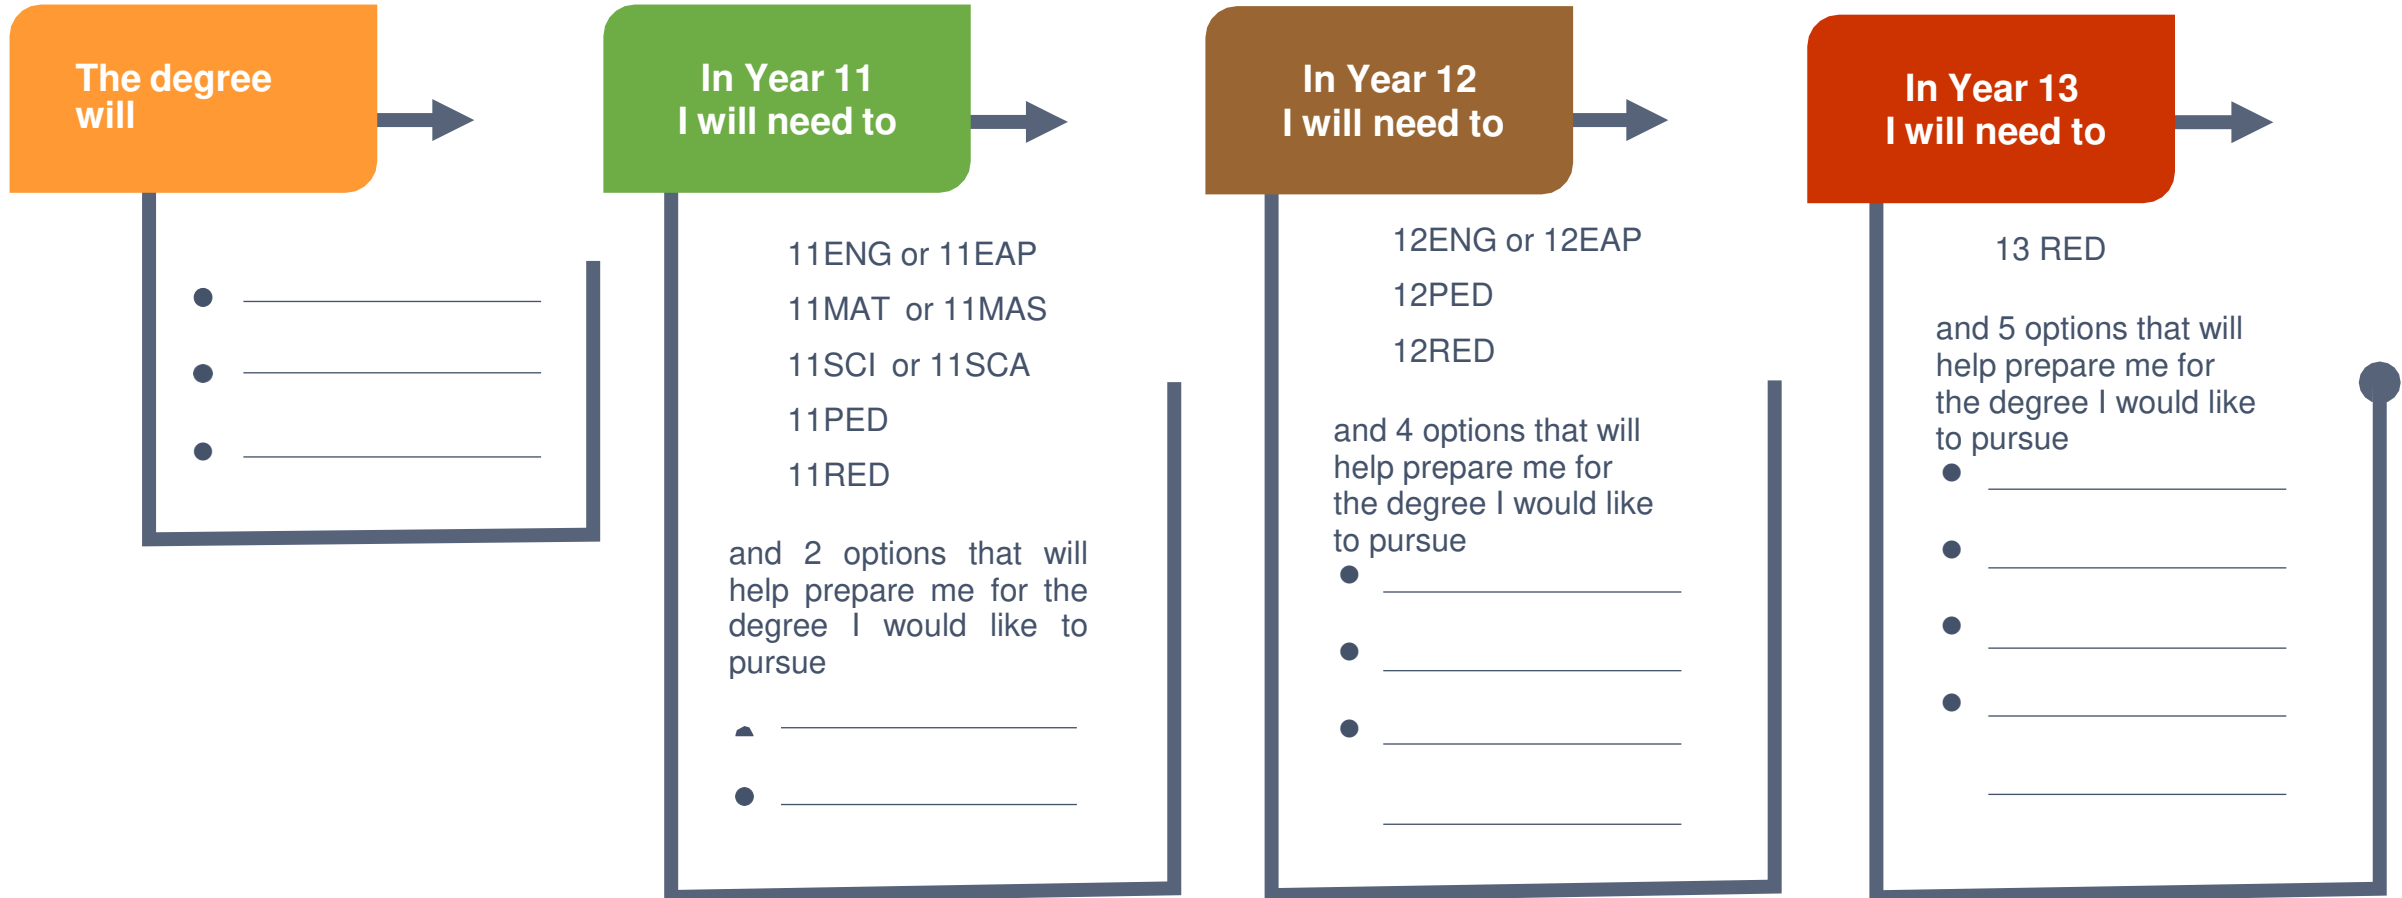 The degree
will
In Year 11
I will need to
11ENG or 11EAP
11MAT  or 11MAS
11SCI  or 11SCA
11PED
11RED
and 2 options that will
help prepare me for the
degree I would like to
pursue
In Year 12
I will need to
12ENG or 12EAP
12PED
12RED
and 4 options that will
help prepare me for
the degree I would like
to pursue
In Year 13
I will need to
13 RED
and 5 options that will
help prepare me for
the degree I would like
to pursue